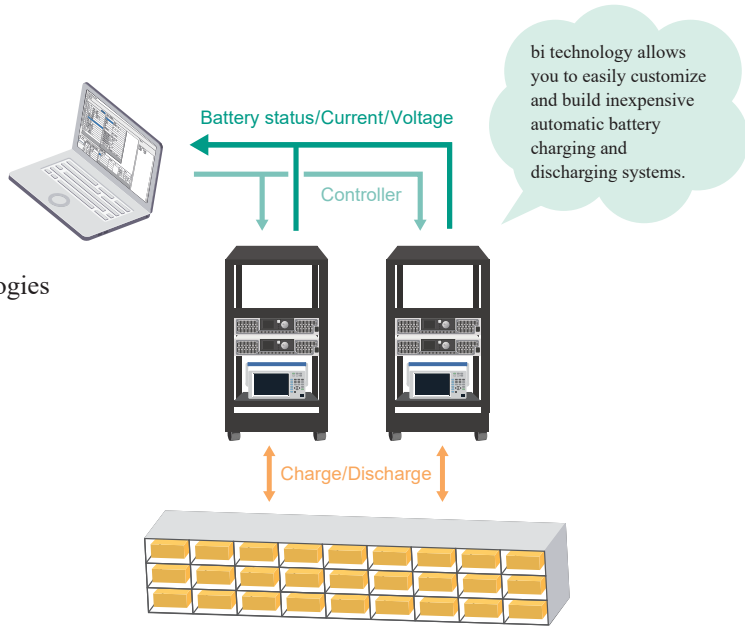 bi technology allows
you to easily customize
and build inexpensive
automatic battery
charging and
discharging systems.
Battery status/Current/Voltage
Controller
ogies
Charge/Discharge